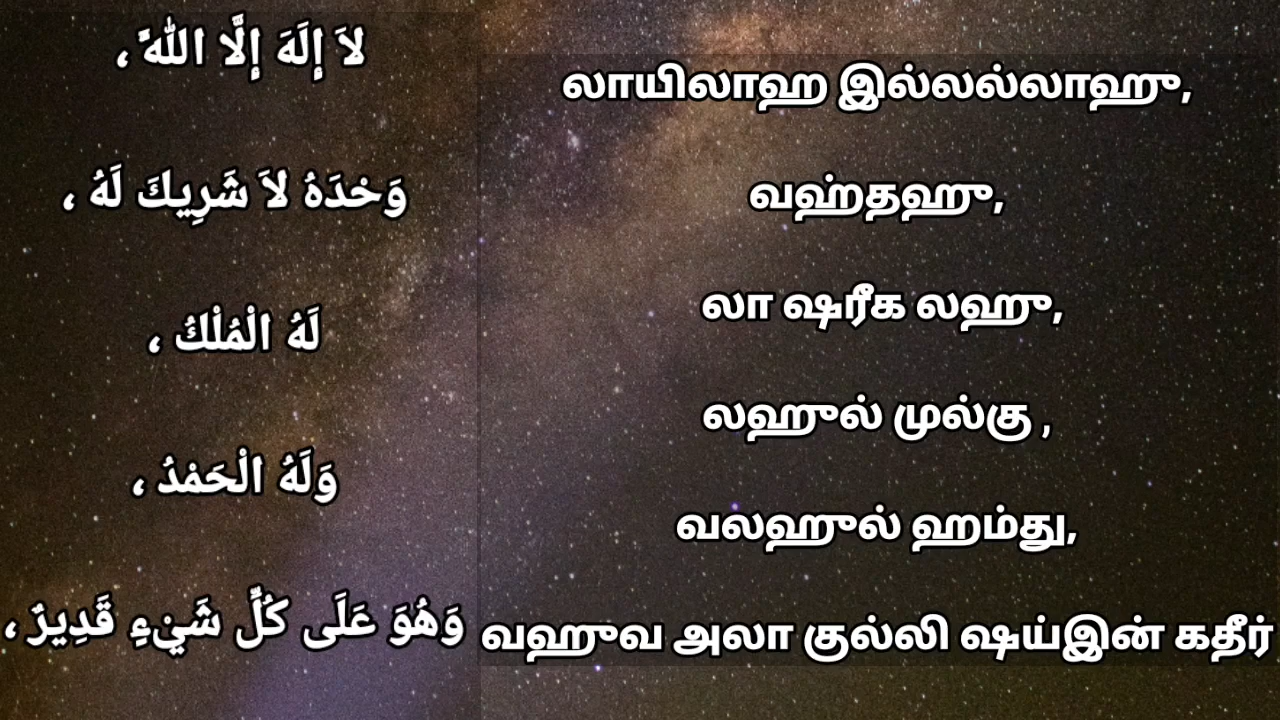 لاَ إِلَهَ إِلَّا اللهُ ،
وَحْدَهُ لاَ شَرِيكَ لَهُ ،
لَهُ الْمُلْكُ ،
وَلَهُ الْحَمْدُ ،
وَهُوَ عَلَى كُلِّ شَيْءٍ قَدِيرٌ ،
லாயிலாஹ இல்லல்லாஹு,
வஹ்தஹு,
லா ஷரீக லஹு,
லஹுல் முல்கு ,
வலஹுல் ஹம்து,
வஹுவ அலா குல்லி ஷய்இன் கதீர்